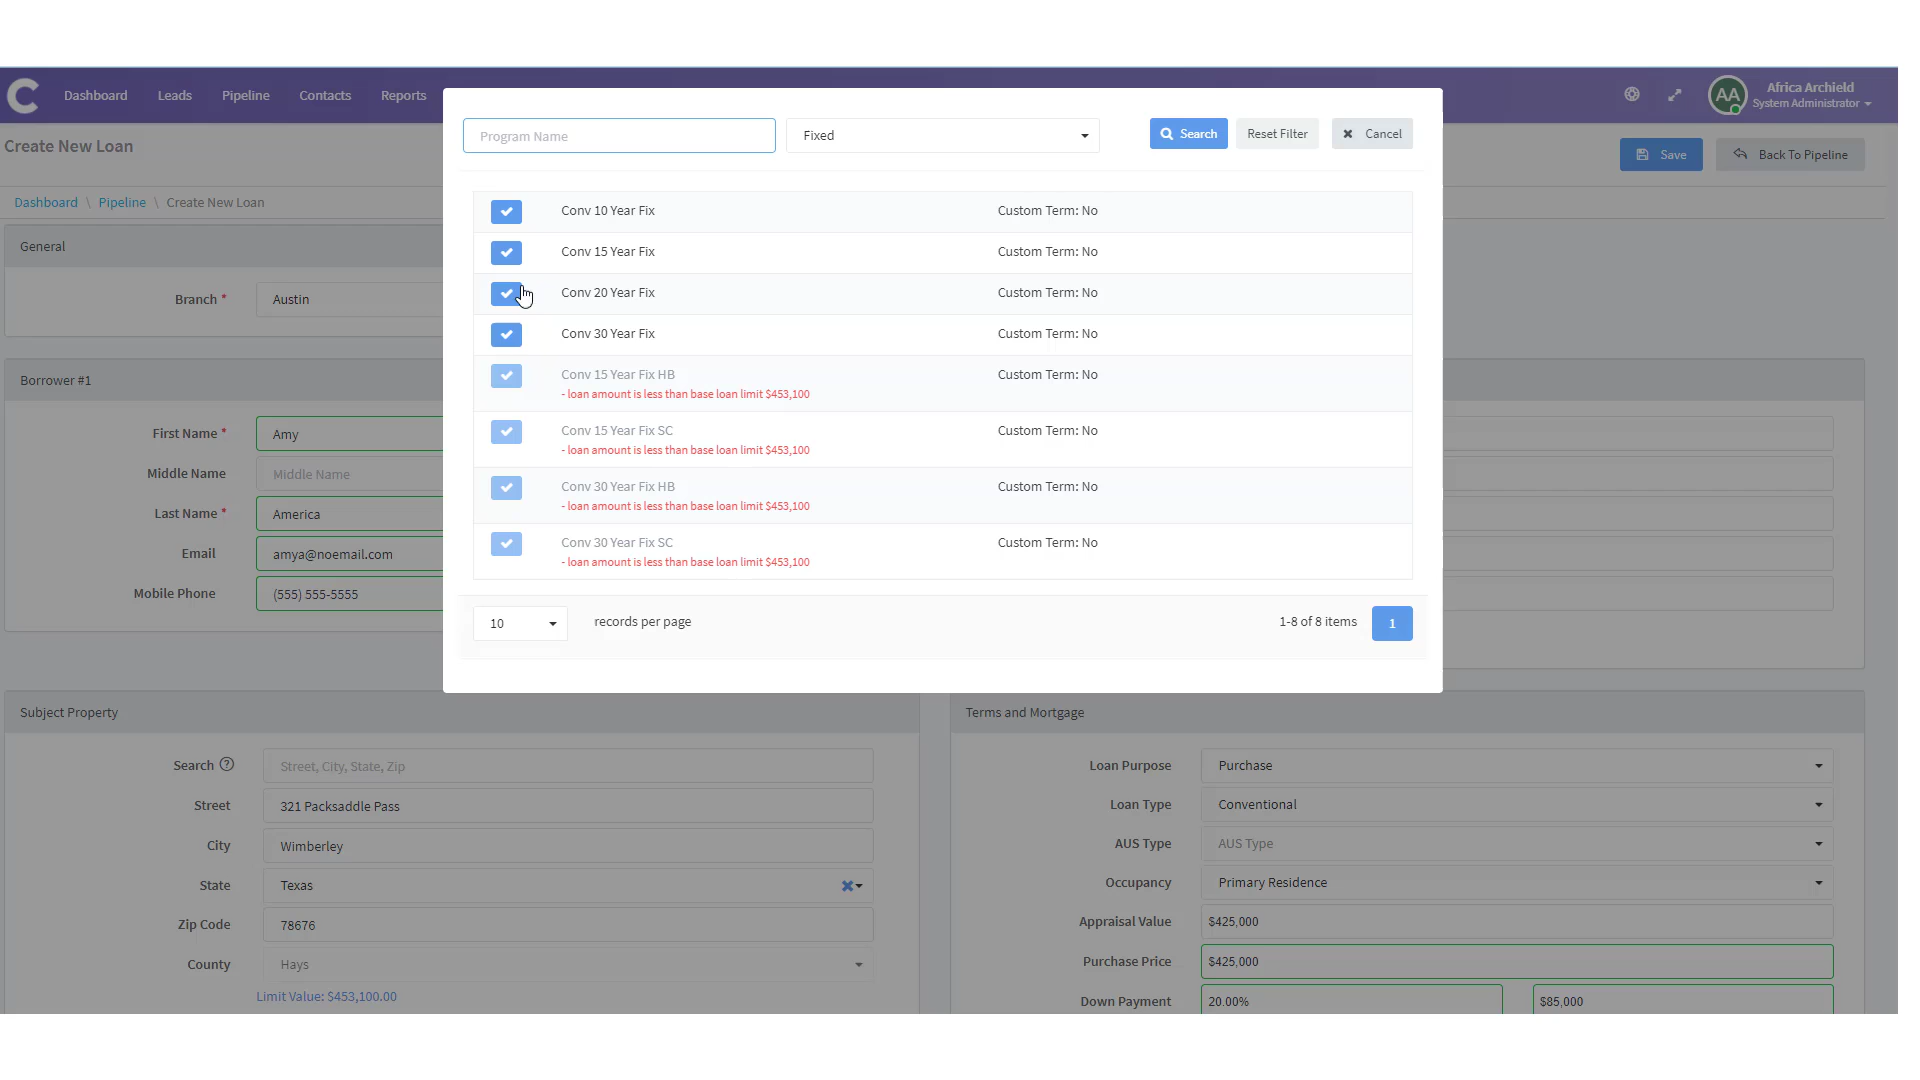 C
Dashboard
Leads
Pipeline
Contacts
Reports
AA
Africa Archield
System Administrator
Create New Loan
Save
Back To Pipeline
Dashboard \ Pipeline \ Create New Loan
Program Name
Fixed
Search
Reset Filter
Cancel
Conv 10 Year Fix
Custom Term: No
Conv 15 Year Fix
Custom Term: No
Conv 20 Year Fix
Custom Term: No
Conv 30 Year Fix
Custom Term: No
Conv 15 Year Fix HB
- loan amount is less than base loan limit $453,100
Custom Term: No
Conv 15 Year Fix SC
- loan amount is less than base loan limit $453,100
Custom Term: No
Conv 30 Year Fix HB
- loan amount is less than base loan limit $453,100
Custom Term: No
Conv 30 Year Fix SC
- loan amount is less than base loan limit $453,100
Custom Term: No
10
records per page
1-8 of 8 items
1
General
Branch *
Austin
Borrower #1
First Name *
Amy
Middle Name
Middle Name
Last Name *
America
Email
amya@noemail.com
Mobile Phone
(555) 555-5555
Subject Property
Search
Street, City, State, Zip
Street
321 Packsaddle Pass
City
Wimberley
State
Texas
Zip Code
78676
County
Hays
Limit Value: $453,100.00
Terms and Mortgage
Loan Purpose
Purchase
Loan Type
Conventional
AUS Type
AUS Type
Occupancy
Primary Residence
Appraisal Value
$425,000
Purchase Price
$425,000
Down Payment
20.00%
$85,000